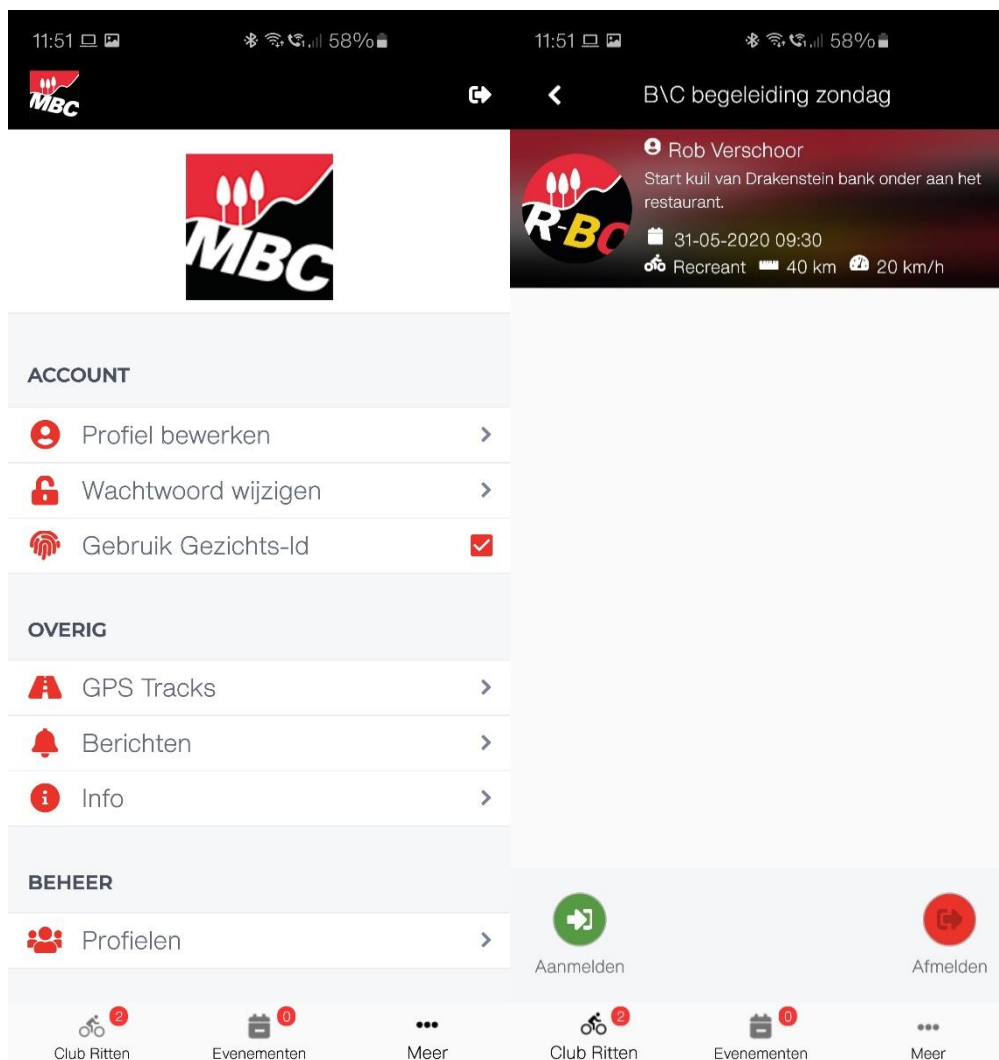 11:51 58%
MBC
MBC
ACCOUNT
Profiel bewerken
Wachtwoord wijzigen
Gebruik Gezichts-Id
OVERIG
GPS Tracks
Berichten
Info
BEHEER
Profielen
2
0
Club Ritten Evenementen Meer
11:51 58%
B\C begeleiding zondag
R-BC
Rob Verschoor
Start kuil van Drakenstein bank onder aan het
restaurant.
31-05-2020 09:30
Recreant 40 km 20 km/h
Aanmelden Afmelden
2
0
Club Ritten Evenementen Meer